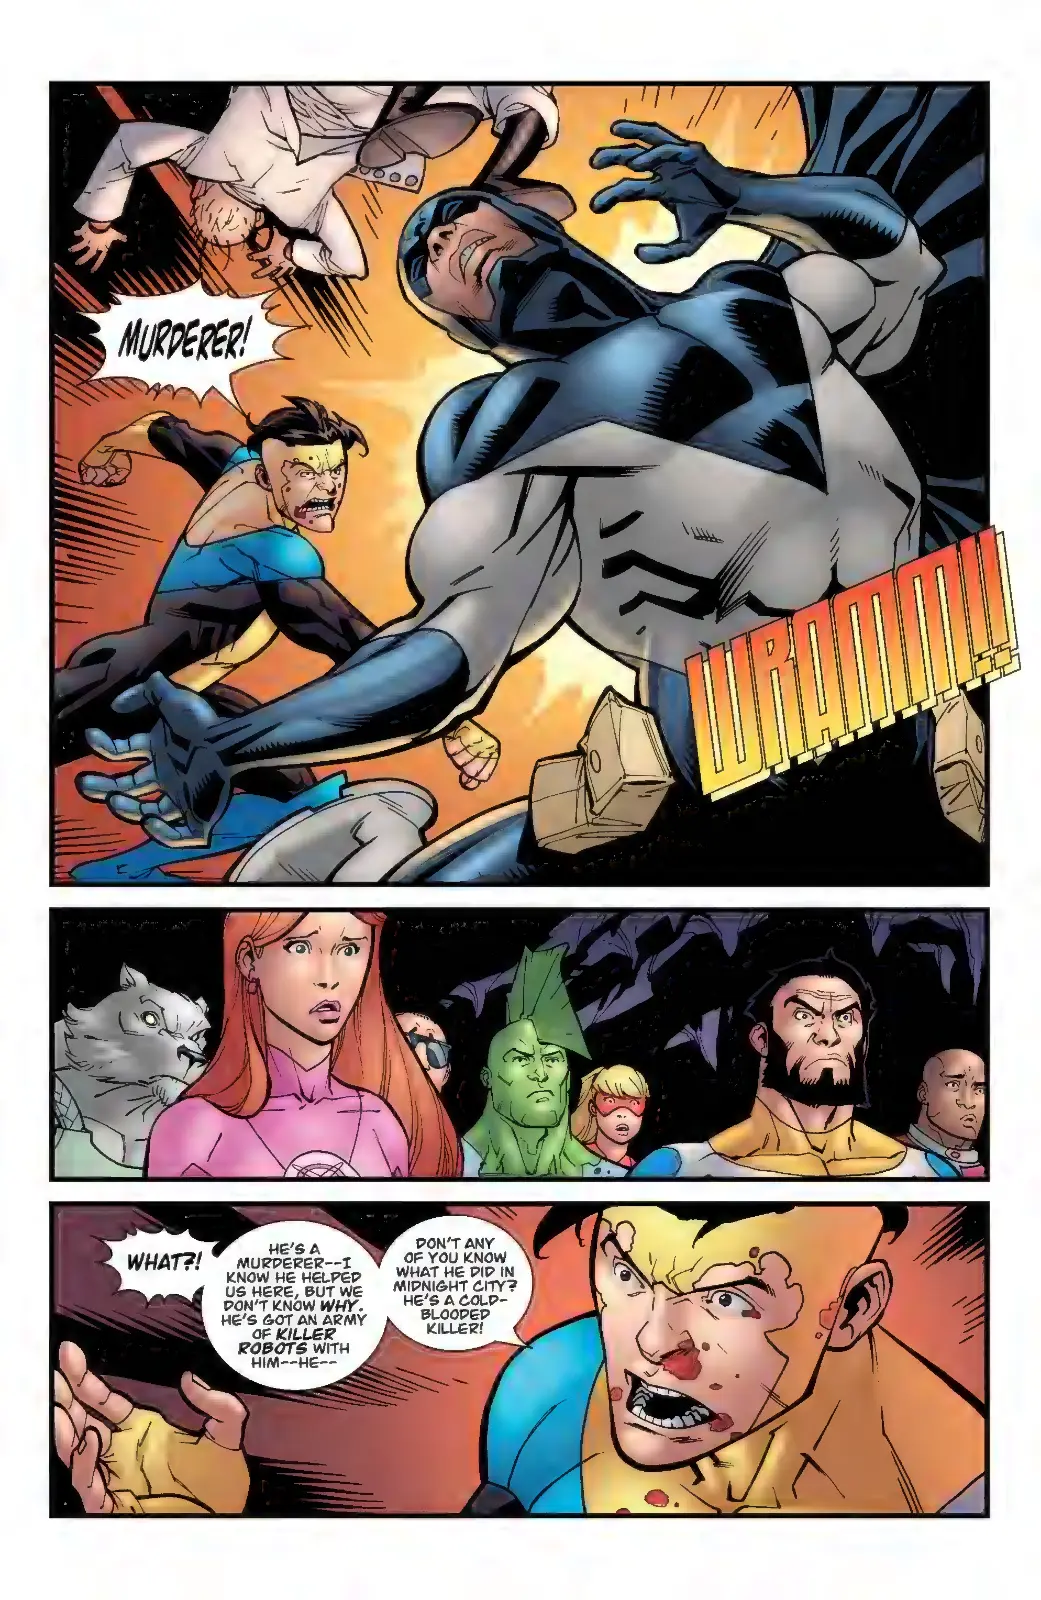 MURDERER!
WRAMM!!
WHAT?!
HE'S A
MURDERER--I
KNOW HE HELPED
US HERE, BUT WE
DON'T KNOW WHY.
HE'S GOT AN ARMY
OF KILLER
ROBOTS WITH
HIM--HE--
DON'T ANY
OF YOU KNOW
WHAT HE DID IN
MIDNIGHT CITY?
HE'S A COLD-
BLOODED
KILLER!